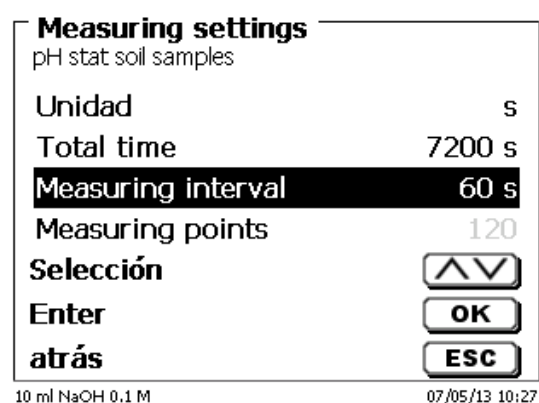 Measuring settings
pH stat soil samples
Unidad s
Total time 7200 s
Measuring interval 60 s
Measuring points 120
Selección
Enter OK
atrás ESC
10 ml NaOH 0.1 M 07/05/13 10:27